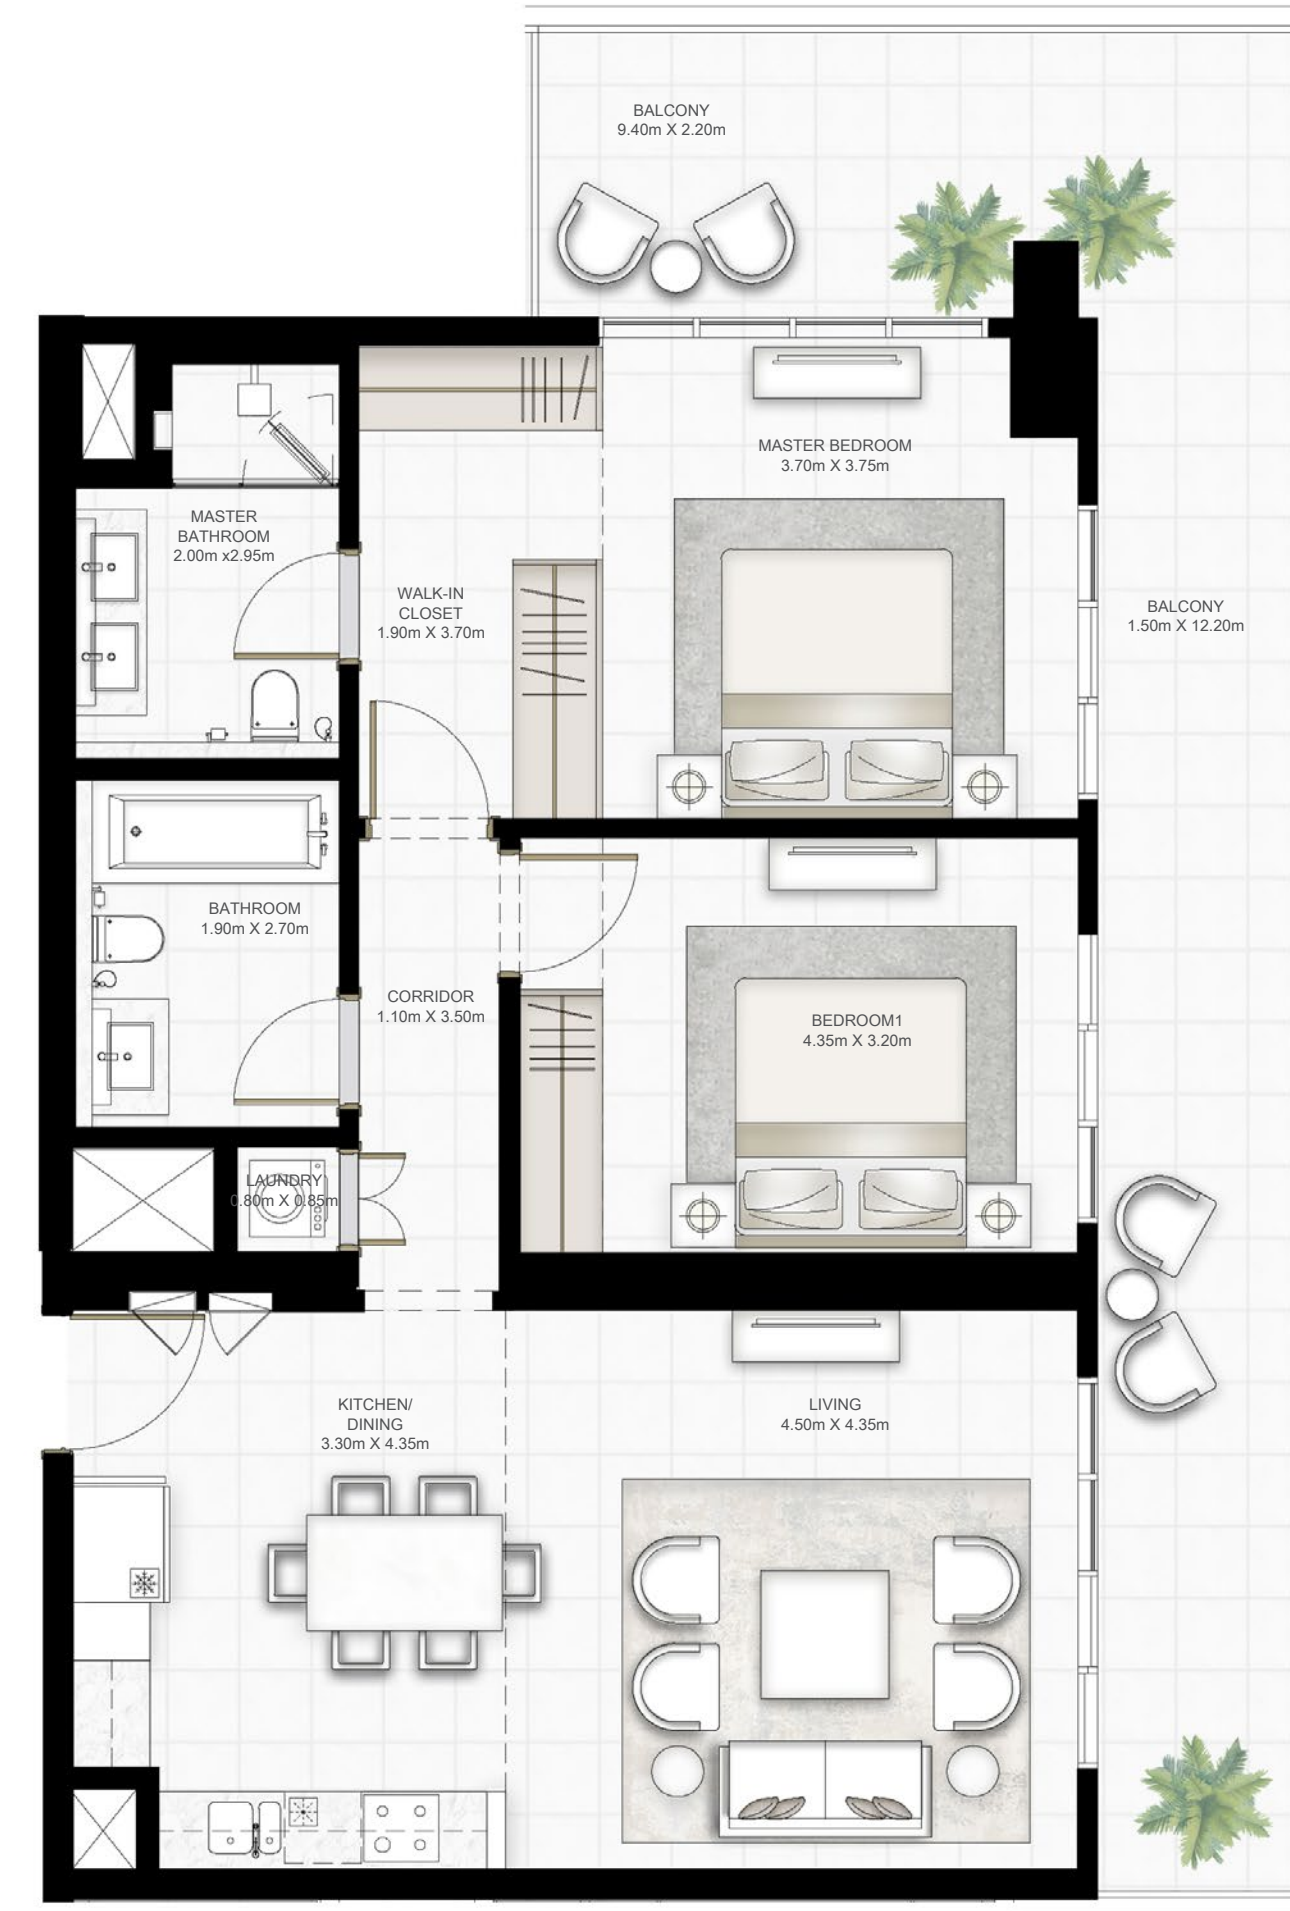 BALCONY
9.40m X 2.20m
MASTER BEDROOM
3.70m X 3.75m
MASTER
BATHROOM
2.00m x2.95m
WALK-IN
CLOSET
1.90m X 3.70m
BALCONY
1.50m X 12.20m
BATHROOM
1.90m X 2.70m
CORRIDOR
1.10m X 3.50m
BEDROOM1
4.35m X 3.20m
LAUNDRY
0.80m X 0.85m
KITCHEN/
DINING
3.30m X 4.35m
LIVING
4.50m X 4.35m